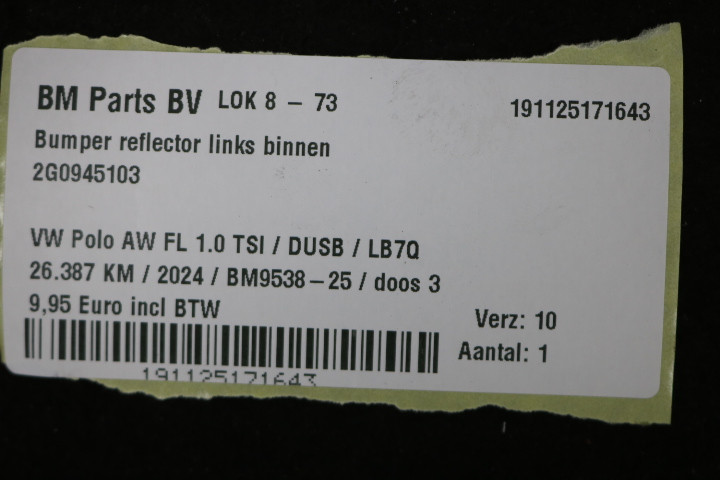 BM Parts BV LOK 8 - 73 191125171643
Bumper reflector links binnen
2G0945103
VW Polo AW FL 1.0 TSI / DUSB / LB7Q
26.387 KM / 2024 / BM9538-25 / doos 3
9,95 Euro incl BTW
Verz: 10
Aantal: 1
191125171643